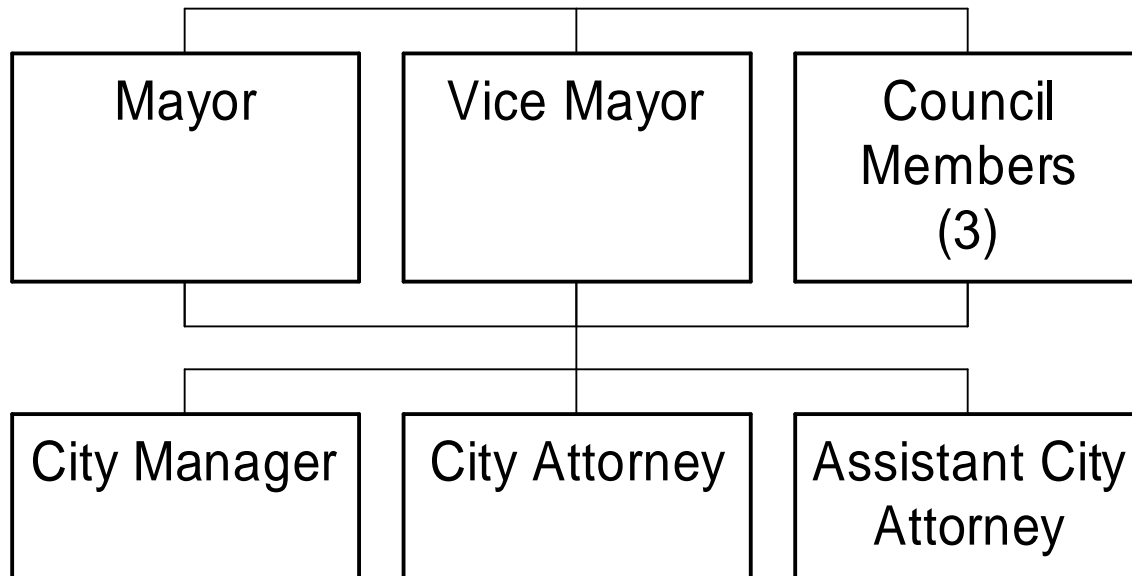 Mayor
Vice Mayor
Council
Members
(3)
City Manager
City Attorney
Assistant City
Attorney